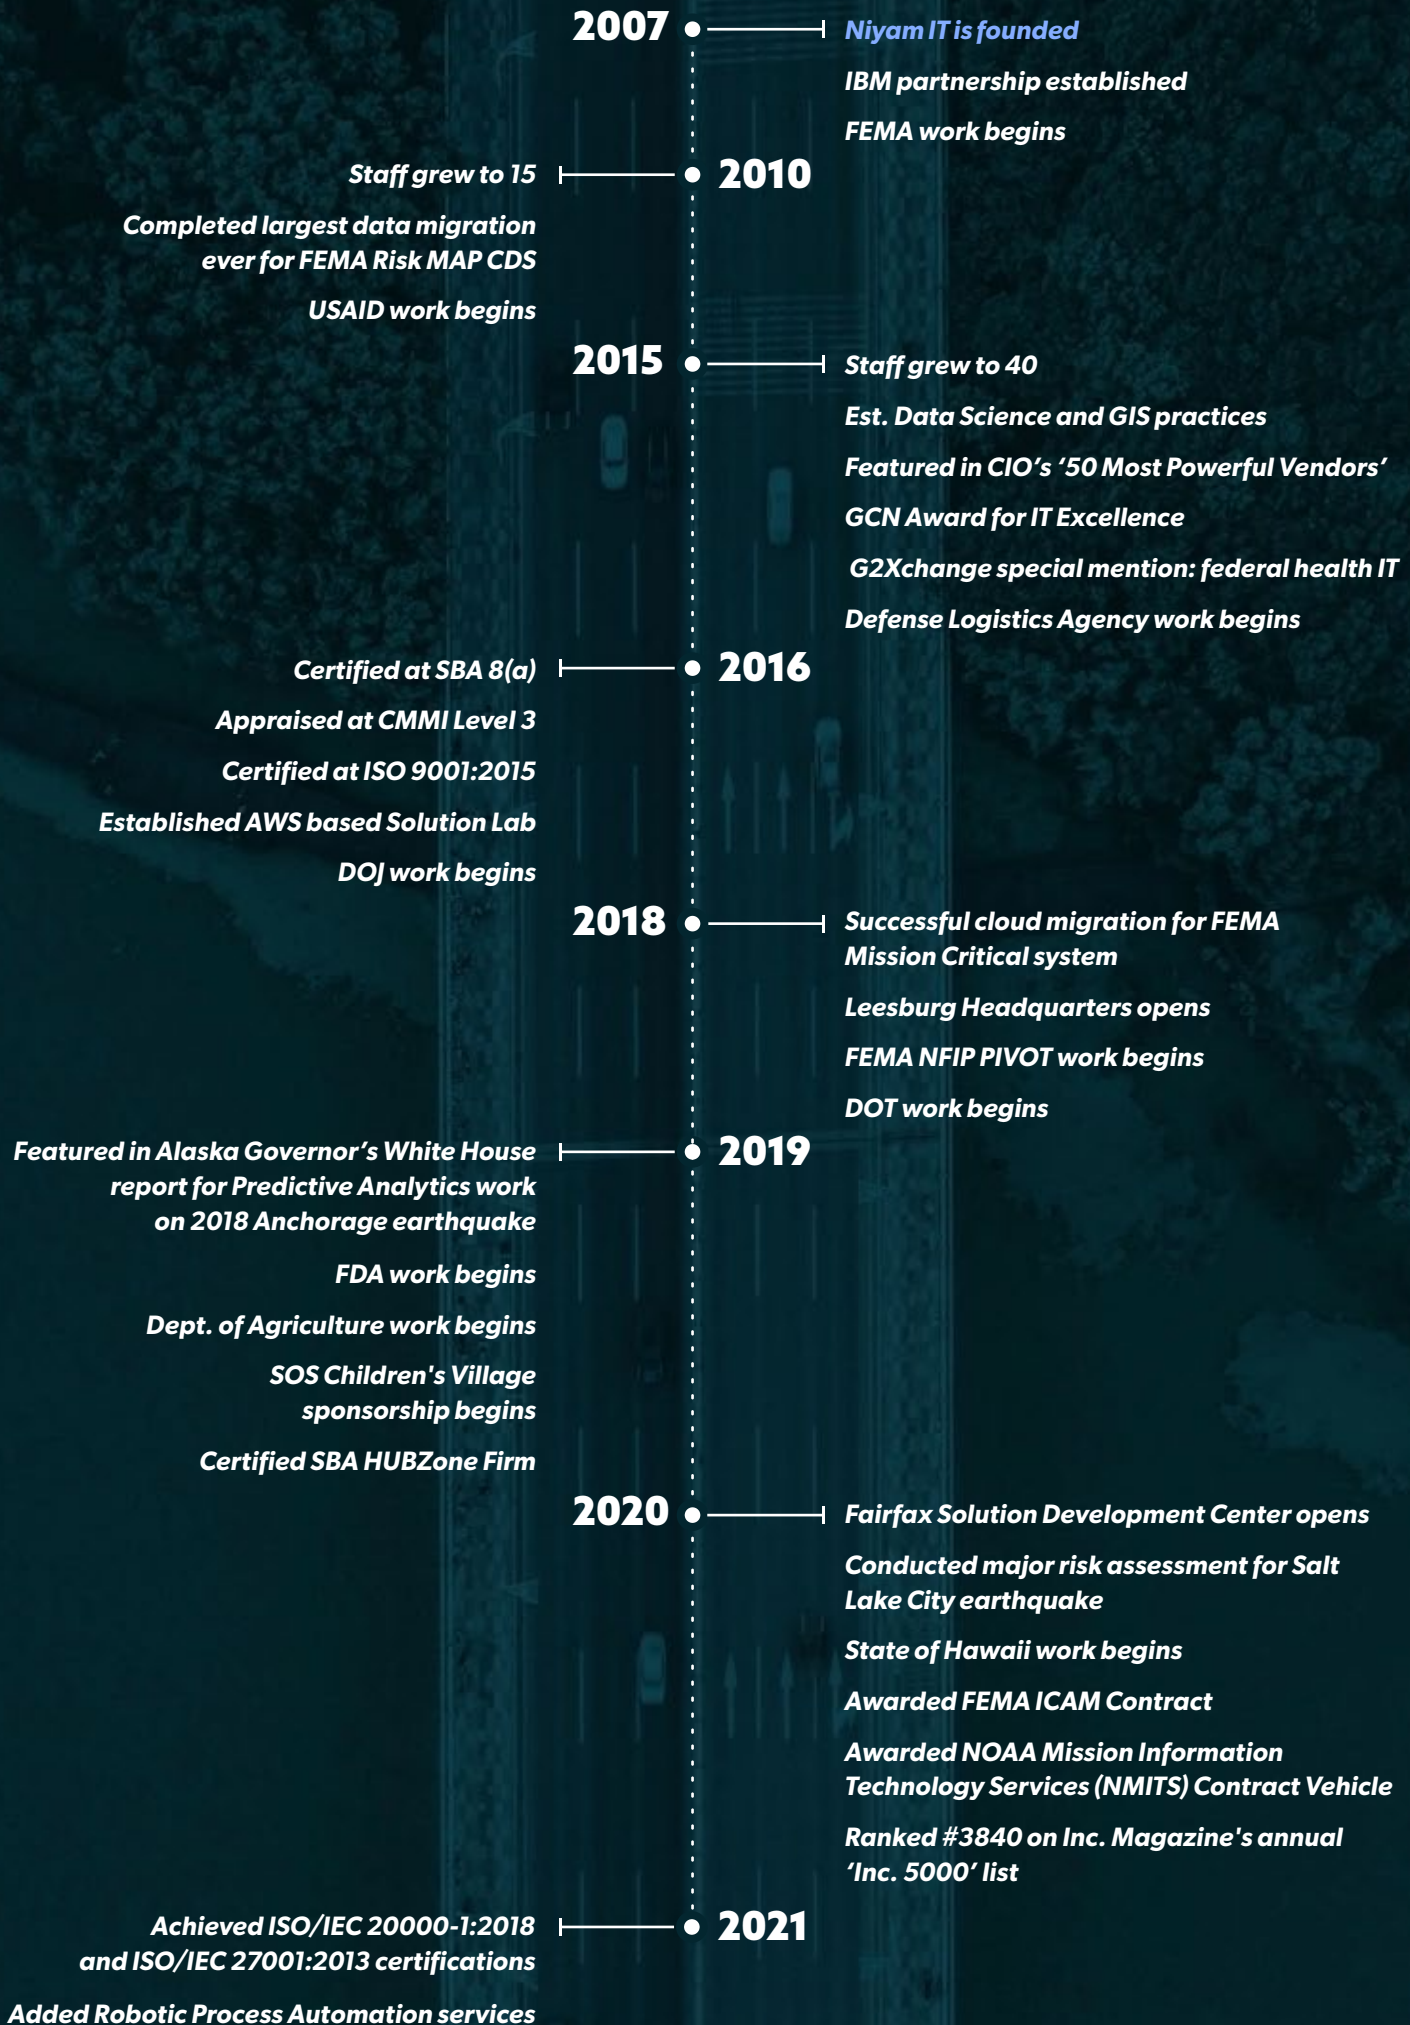 2007
Niyam IT is founded
IBM partnership established
FEMA work begins
2010
Staff grew to 15
Completed largest data migration
ever for FEMA Risk MAP CDS
USAID work begins
2015
Staff grew to 40
Est. Data Science and GIS practices
Featured in CIO’s ‘50 Most Powerful Vendors’
GCN Award for IT Excellence
G2Xchange special mention: federal health IT
Defense Logistics Agency work begins
2016
Certified at SBA 8(a)
Appraised at CMMI Level 3
Certified at ISO 9001:2015
Established AWS based Solution Lab
DOJ work begins
2018
Successful cloud migration for FEMA
Mission Critical system
Leesburg Headquarters opens
FEMA NFIP PIVOT work begins
DOT work begins
2019
Featured in Alaska Governor’s White House
report for Predictive Analytics work
on 2018 Anchorage earthquake
FDA work begins
Dept. of Agriculture work begins
SOS Children's Village
sponsorship begins
Certified SBA HUBZone Firm
2020
Fairfax Solution Development Center opens
Conducted major risk assessment for Salt
Lake City earthquake
State of Hawaii work begins
Awarded FEMA ICAM Contract
Awarded NOAA Mission Information
Technology Services (NMITS) Contract Vehicle
Ranked #3840 on Inc. Magazine's annual
‘Inc. 5000’ list
2021
Achieved ISO/IEC 20000-1:2018
and ISO/IEC 27001:2013 certifications
Added Robotic Process Automation services